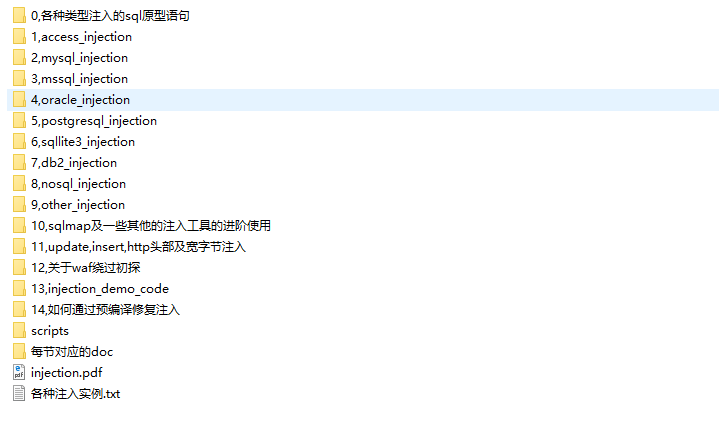 0,各种类型注入的sql原型语句
1,access_injection
2,mysql_injection
3,mssql_injection
4,oracle_injection
5,postgresql_injection
6,sqllite3_injection
7,db2_injection
8,nosql_injection
9,other_injection
10,sqlmap及一些其他的注入工具的进阶使用
11,update,insert,http头部及宽字节注入
12,关于waf绕过初探
13,injection_demo_code
14,如何通过预编译修复注入
scripts
每节对应的doc
injection.pdf
各种注入实例.txt